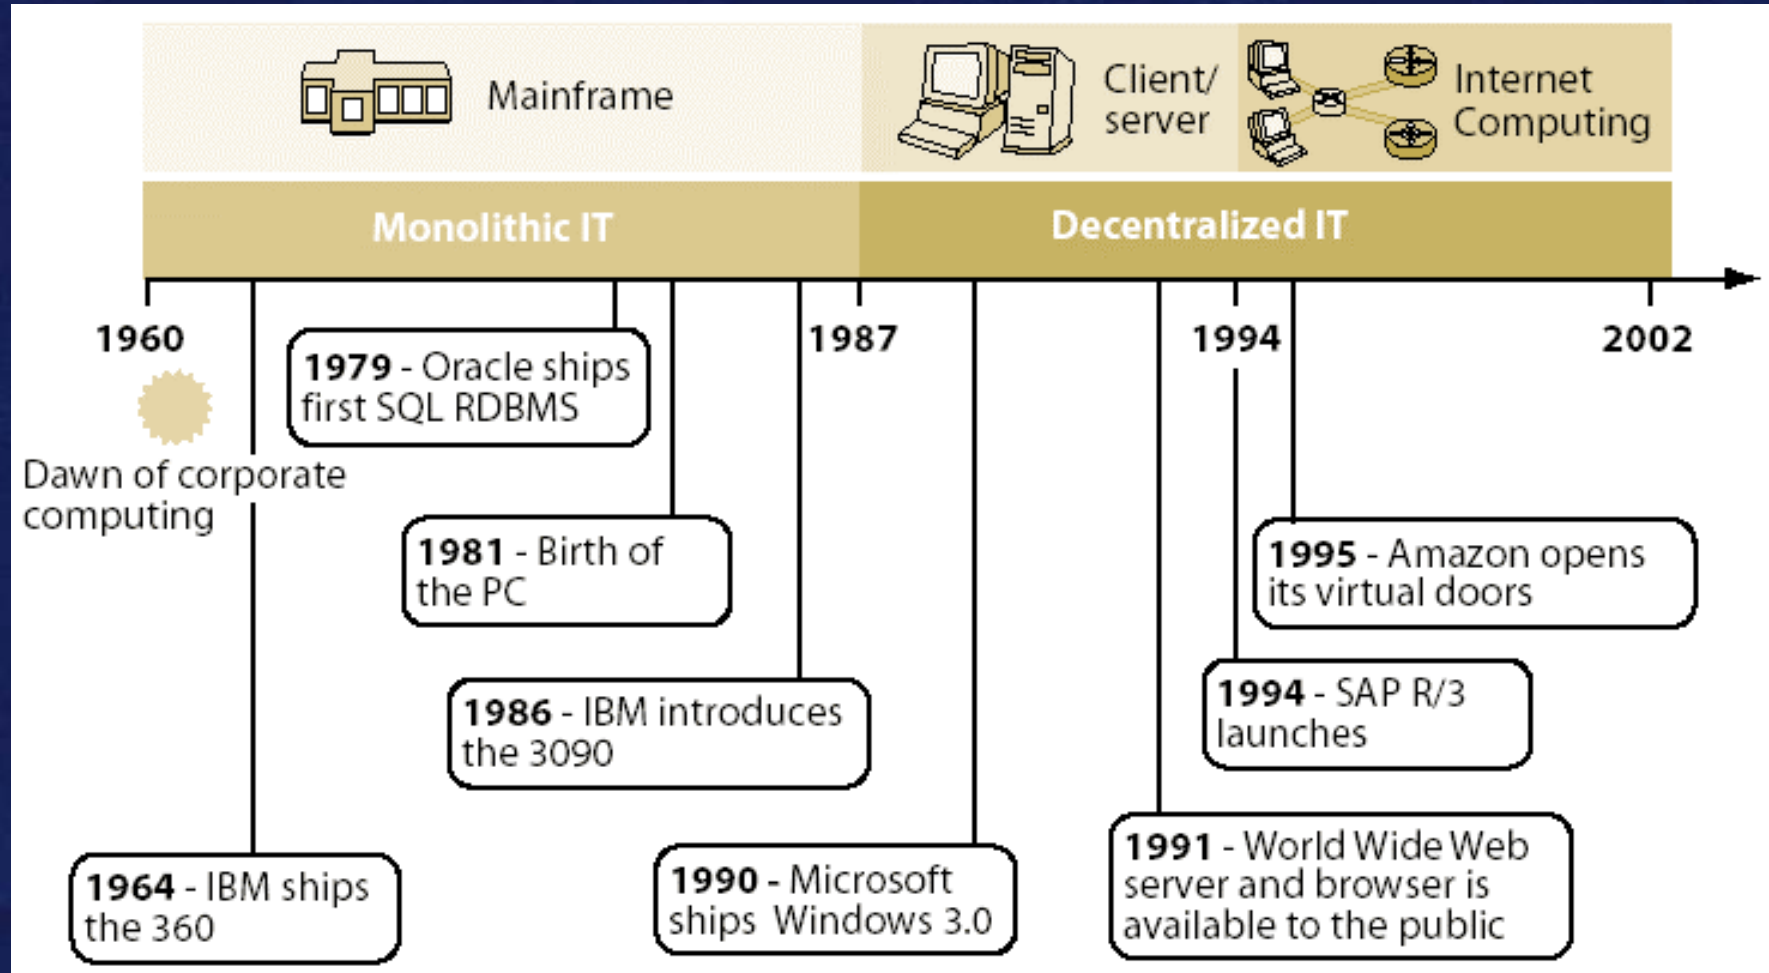 Mainframe
Client/
server
Internet
Computing
Monolithic IT
Decentralized IT
1960
1987
1994
2002
Dawn of corporate
computing
1979 - Oracle ships
first SQL RDBMS
1981 - Birth of
the PC
1995 - Amazon opens
its virtual doors
1986 - IBM introduces
the 3090
1994 - SAP R/3
launches
1964 - IBM ships
the 360
1990 - Microsoft
ships Windows 3.0
1991 - World Wide Web
server and browser is
available to the public